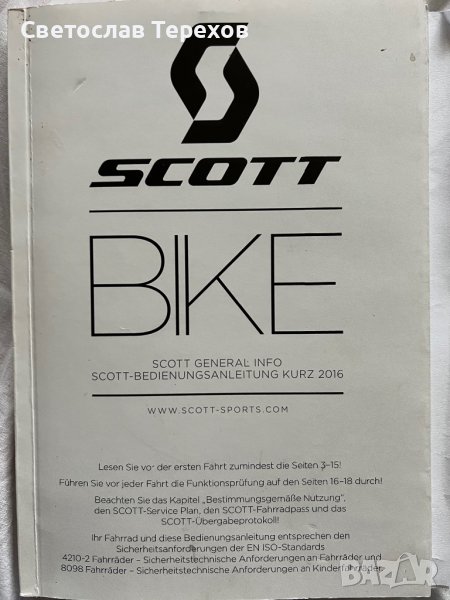 Светослав Терехов
SCOTT
BIKE
SCOTT GENERAL INFO
SCOTT-BEDIENUNGSANLEITUNG KURZ 2016
WWW.SCOTT-SPORTS.COM
Lesen Sie vor der ersten Fahrt zumindest die Seiten 3–15!
Führen Sie vor jeder Fahrt die Funktionsprüfung auf den Seiten 16–18 durch!
Beachten Sie das Kapitel „Bestimmungsgemäße Nutzung",
den SCOTT-Service Plan, den SCOTT-Fahrradpass und das
SCOTT-Übergabeprotokoll!
Ihr Fahrrad und diese Bedienungsanleitung entsprechen den
Sicherheitsanforderungen der EN ISO-Standards
4210-2 Fahrräder – Sicherheitstechnische Anforderungen an Fahrräder und
8098 Fahrräder – Sicherheitstechnische Anforderungen an Kinderfahrräder.
BAZAR